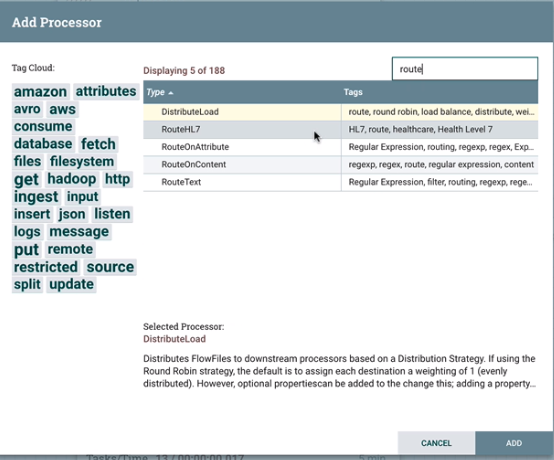 Add Processor
Tag Cloud:
amazon attributes
avro aws
consume
database fetch
files filesystem
get hadoop http
ingest input
insert json listen
logs message
put remote
restricted source
split update
Displaying 5 of 188
route
Type Tags
DistributeLoad route, round robin, load balance, distribute, wei...
RouteHL7 HL7, route, healthcare, Health Level 7
RouteOnAttribute Regular Expression, routing, regexp, regex, Exp...
RouteOnContent regexp, regex, route, regular expression, content
RouteText Regular Expression, filter, routing, regexp, rege...
Selected Processor:
DistributeLoad
Distributes FlowFiles to downstream processors based on a Distribution Strategy. If using the
Round Robin strategy, the default is to assign each destination a weighting of 1 (evenly
distributed). However, optional propertiescan be added to the change this; adding a property...
CANCEL ADD
Tasks/Time 13 / 00:00:00.017 5 min